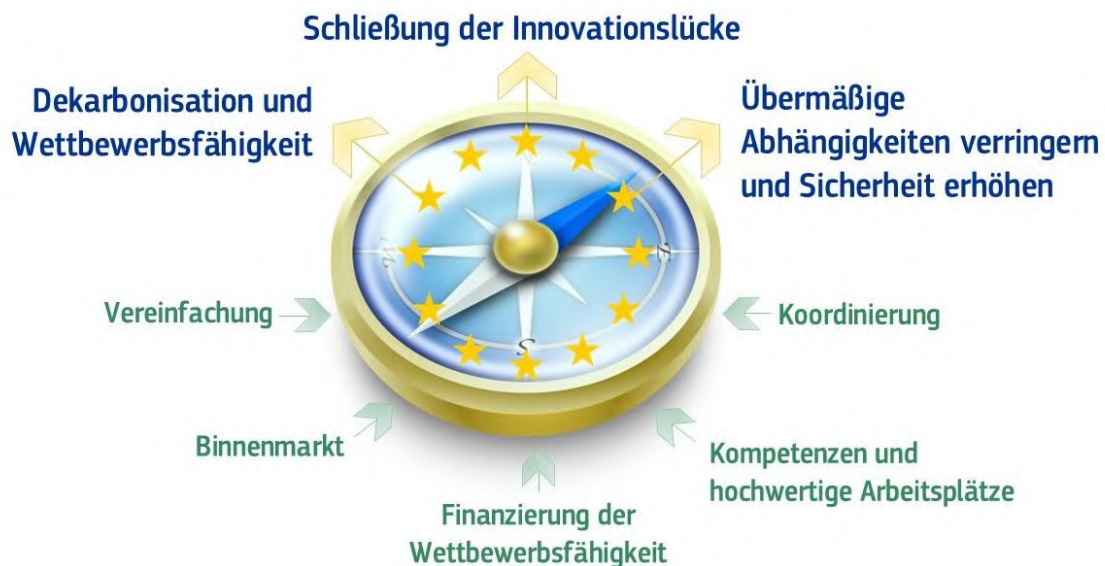 Schließung der Innovationslücke
Dekarbonisation und
Wettbewerbsfähigkeit
Übermäßige
Abhängigkeiten verringern
und Sicherheit erhöhen
W
E
S
Vereinfachung
Koordinierung
Binnenmarkt
Kompetenzen und
hochwertige Arbeitsplätze
Finanzierung der
Wettbewerbsfähigkeit